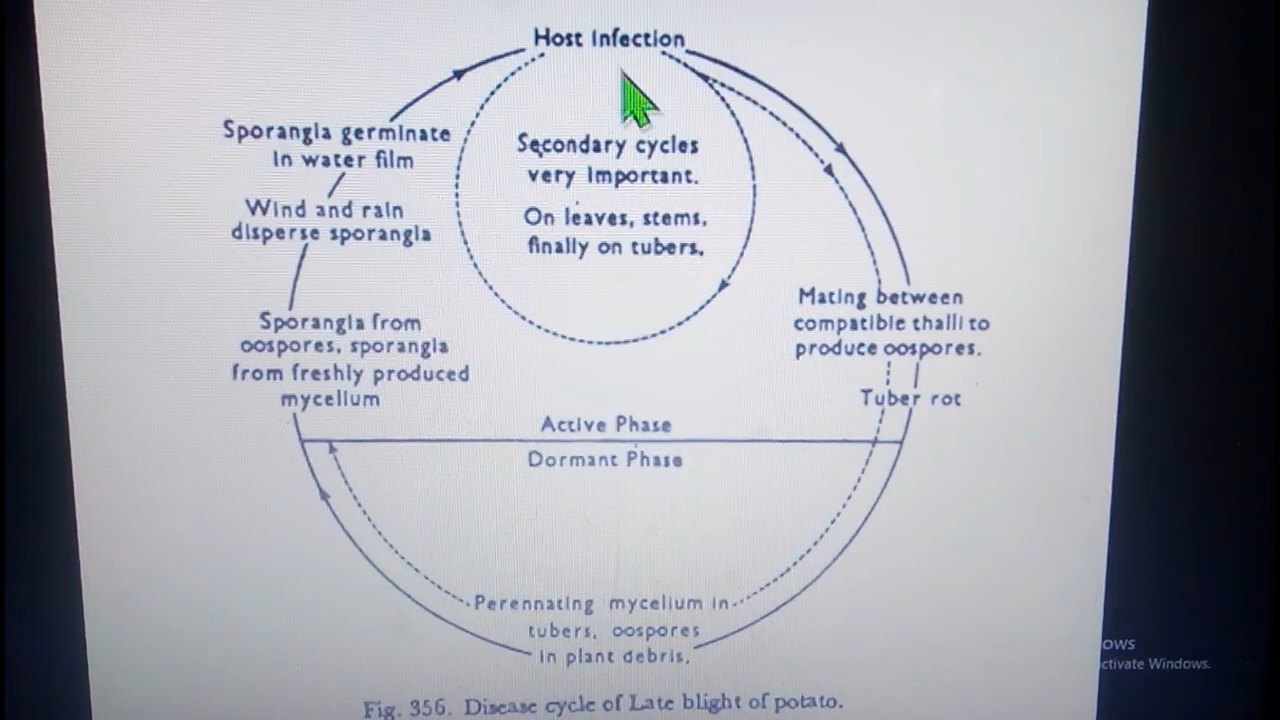 Host Infection
Sporangia germinate
in water film
Wind and rain
disperse sporangia
Sporangia from
oospores, sporangia
from freshly produced
mycelium
Secondary cycles
very important.
On leaves, stems,
finally on tubers.
Mating between
compatible thalli to
produce oospores.
Tuber rot
Active Phase
Dormant Phase
Perennating mycelium in
tubers, oospores
in plant debris.
Fig. 356. Disease cycle of Late blight of potato.
ows
ctivate Windows.